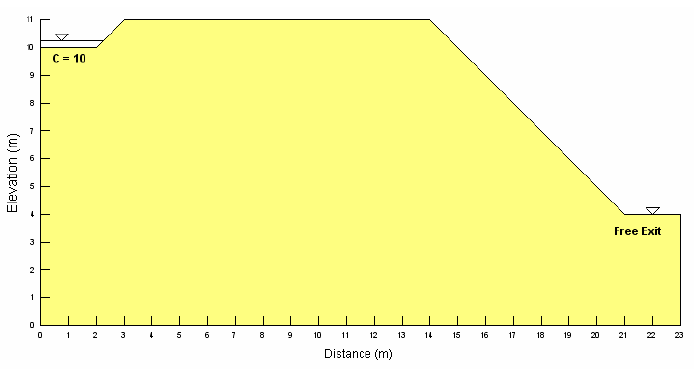 11
10
C = 10
9
8
7
6
5
4
Free Exit
3
2
1
0
0 1 2 3 4 5 6 7 8 9 10 11 12 13 14 15 16 17 18 19 20 21 22 23
Elevation (m)
Distance (m)